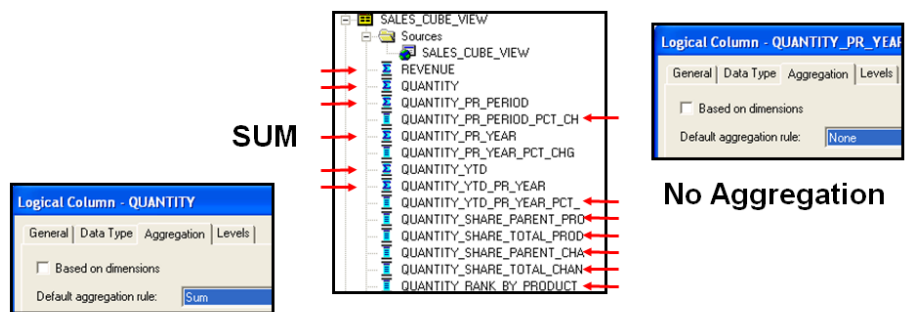 SALES_CUBE_VIEW
Sources
SALES_CUBE_VIEW
REVENUE
QUANTITY
QUANTITY_PR_PERIOD
QUANTITY_PR_PERIOD_PCT_CH
QUANTITY_PR_YEAR
QUANTITY_PR_YEAR_PCT_CHG
QUANTITY_YTD
QUANTITY_YTD_PR_YEAR
QUANTITY_YTD_PR_YEAR_PCT_
QUANTITY_SHARE_PARENT_PRO
QUANTITY_SHARE_TOTAL_PROD
QUANTITY_SHARE_PARENT_CHA
QUANTITY_SHARE_TOTAL_CHAN
QUANTITY_RANK_BY_PRODUCT
SUM
Logical Column - QUANTITY
General Data Type Aggregation Levels
Based on dimensions
Default aggregation rule: Sum
Logical Column - QUANTITY_PR_YEAR
General Data Type Aggregation Levels
Based on dimensions
Default aggregation rule: None
No Aggregation